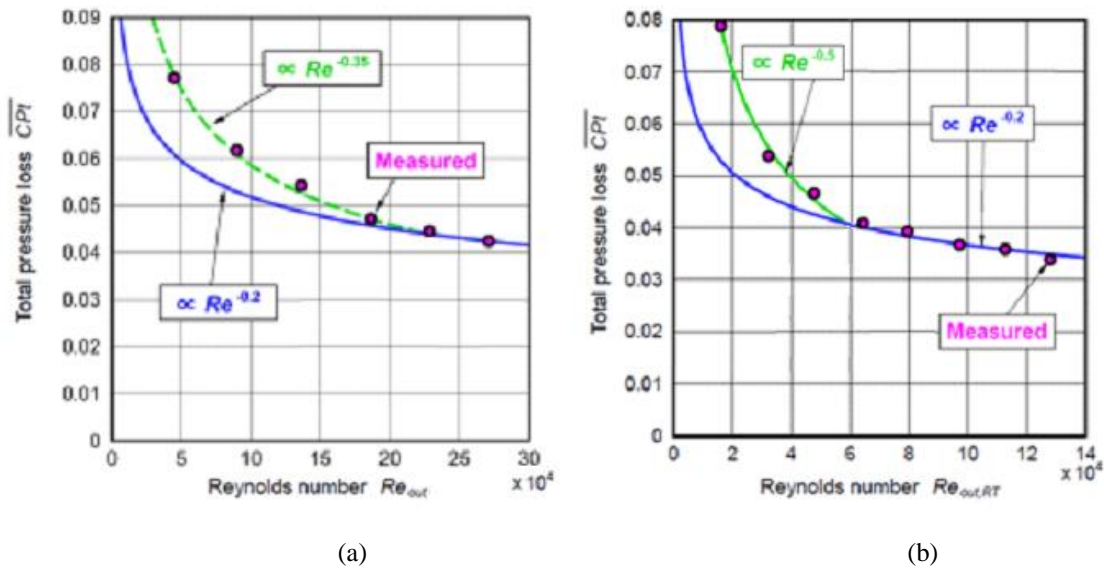 0.09
0.08
0.07
0.06
0.05
0.04
0.03
0.02
0.01
0
Total pressure loss CPt
∝ Re^-0.35
Measured
∝ Re^-0.2
0 5 10 15 20 25 30
Reynolds number Re_out x 10^4
(a)
0.08
0.07
0.06
0.05
0.04
0.03
0.02
0.01
0
Total pressure loss CPt
∝ Re^-0.5
∝ Re^-0.2
Measured
0 2 4 6 8 10 12 14
Reynolds number Re_out,RT x 10^4
(b)